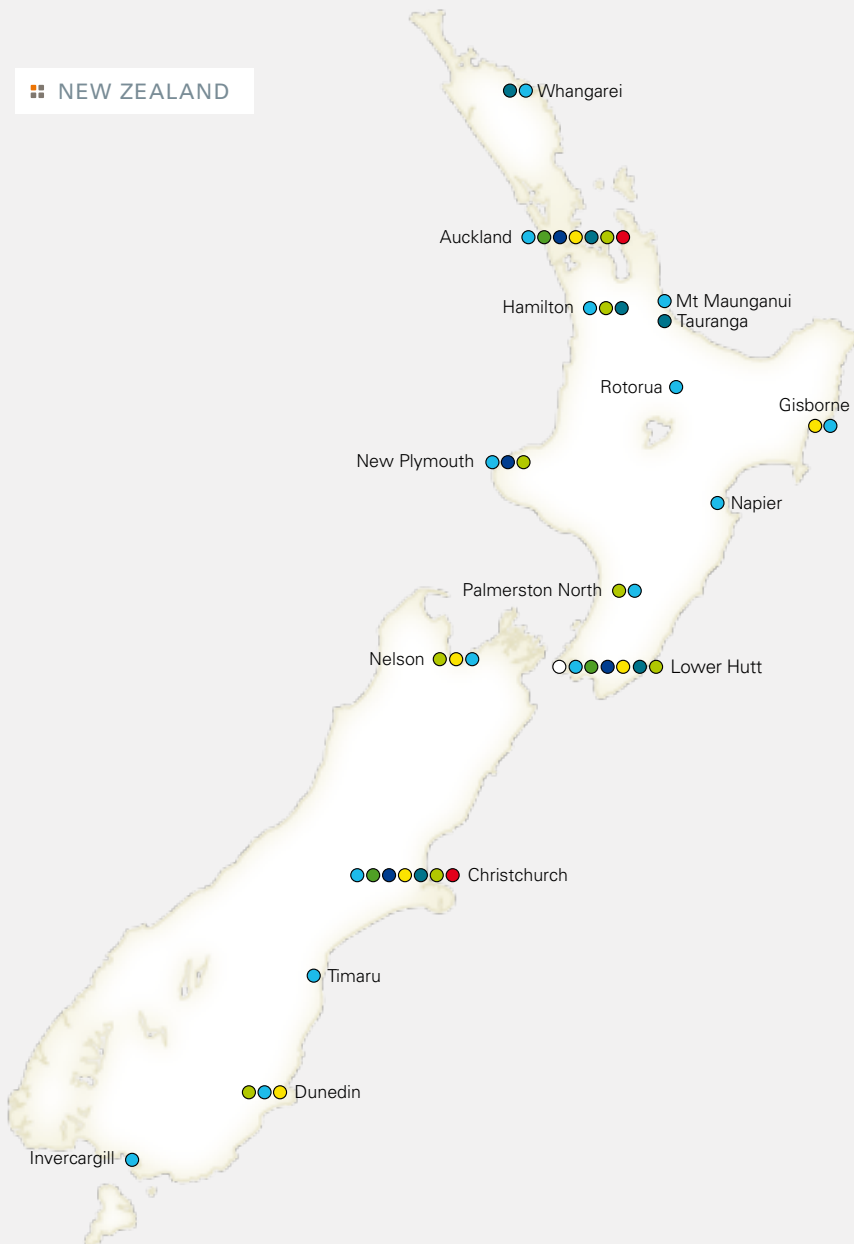 NEW ZEALAND
Whangarei
Auckland
Hamilton
Mt Maunganui
Tauranga
Rotorua
Gisborne
New Plymouth
Napier
Palmerston North
Nelson
Lower Hutt
Christchurch
Timaru
Dunedin
Invercargill